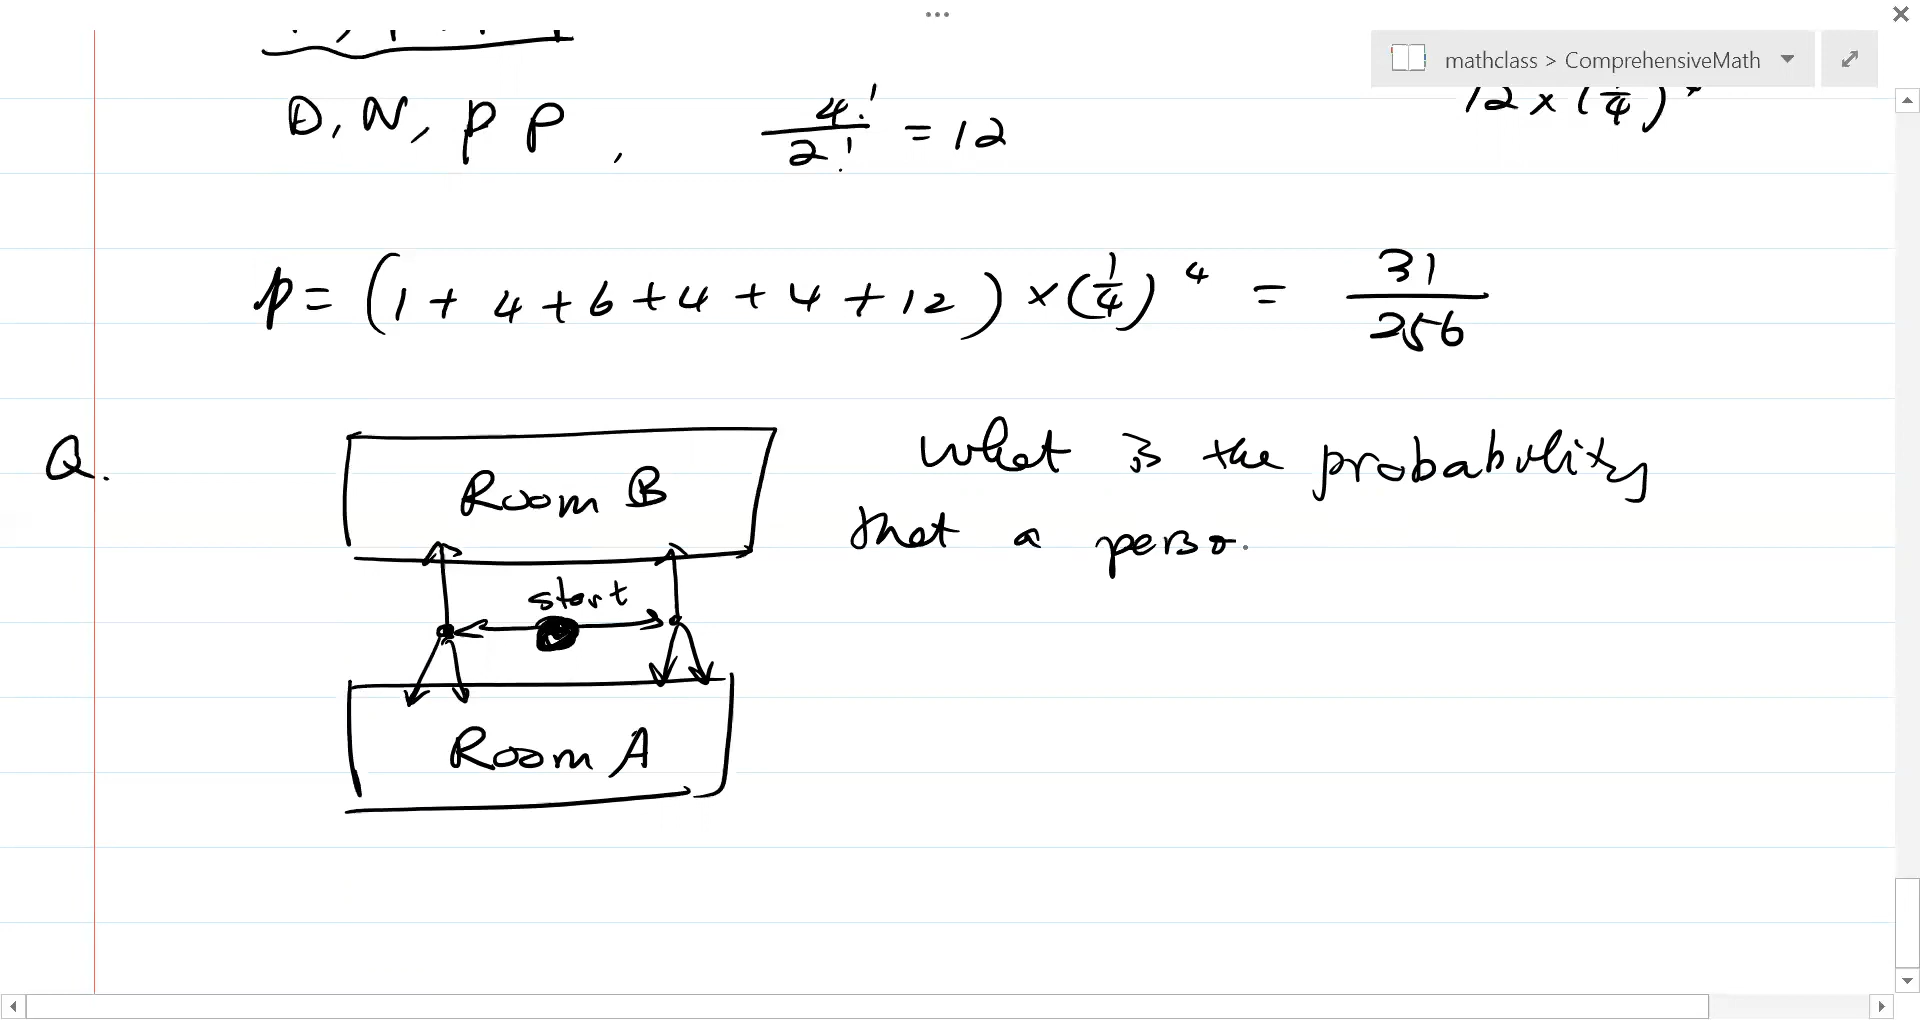 mathclass > ComprehensiveMath
D, N, P P, 4!/2! = 12
12 × (1/4)
p = (1 + 4 + 6 + 4 + 4 + 12) × (1/4)^4 = 31/256
Q.
Room B
What is the probability
that a perso
start
Room A